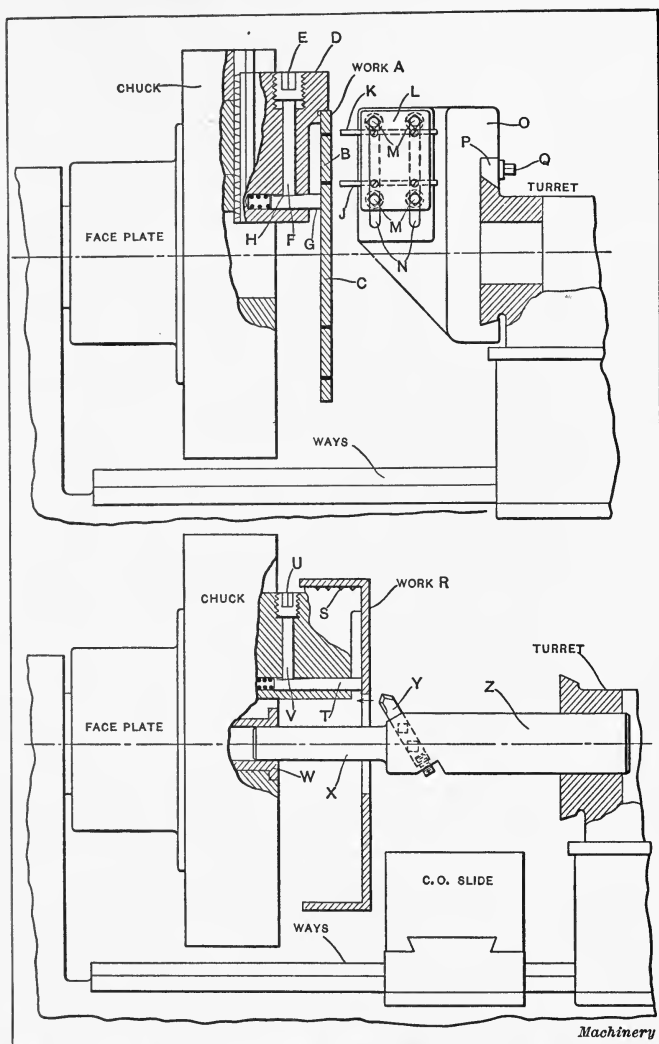 E D
CHUCK
WORK A
K L
O
M
P Q
TURRET
B
J
M
FACE PLATE
H F G
N
C
WAYS
U
CHUCK
WORK R
S
TURRET
Y Z
FACE PLATE
V T
W X
C.O. SLIDE
WAYS
Machinery